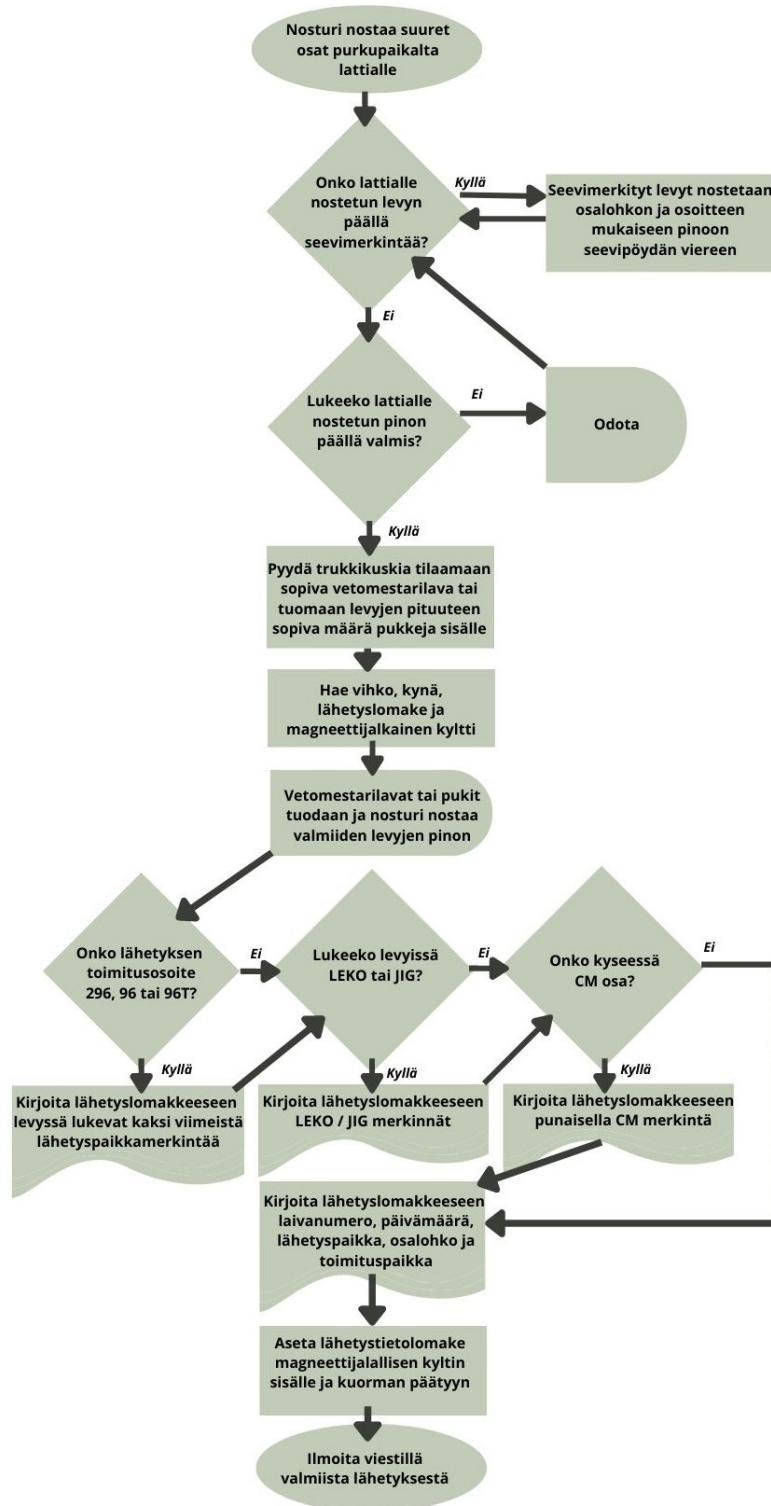 Nosturi nostaa suuret
osat purkupaikalta
lattialle
Onko lattialle
nostetun levyn
päällä
seevimerkintää?
Kyllä
Seevimerkityt levyt nostetaan
osalohkon ja osoitteen
mukaiseen pinoon
seevipöydän viereen
Ei
Lukeeko lattialle
nostetun pinon
päällä valmis?
Ei
Odota
Kyllä
Pyydä trukkikuskia tilaamaan
sopiva vetomestarilava tai
tuomaan levyjen pituuteen
sopiva määrä pukkeja sisälle
Hae vihko, kynä,
lähetyslomake ja
magneettijalkainen kyltti
Vetomestarilavat tai pukit
tuodaan ja nosturi nostaa
valmiiden levyjen pinon
Onko lähetyksen
toimitusosoite
296, 96 tai 96T?
Ei
Lukeeko levyissä
LEKO tai JIG?
Ei
Onko kyseessä
CM osa?
Ei
Kyllä
Kirjoita lähetyslomakkeeseen
levyssä lukevat kaksi viimeistä
lähetyspaikkamerkintää
Kyllä
Kirjoita lähetyslomakkeeseen
LEKO / JIG merkinnät
Kyllä
Kirjoita lähetyslomakkeeseen
punaisella CM merkintä
Kirjoita lähetyslomakkeeseen
laivanumero, päivämäärä,
lähetyspaikka, osalohko ja
toimituspaikka
Aseta lähetystietolomake
magneettijalallisen kyltin
sisälle ja kuorman päätyyn
Ilmoita viestillä
valmiista lähetyksestä